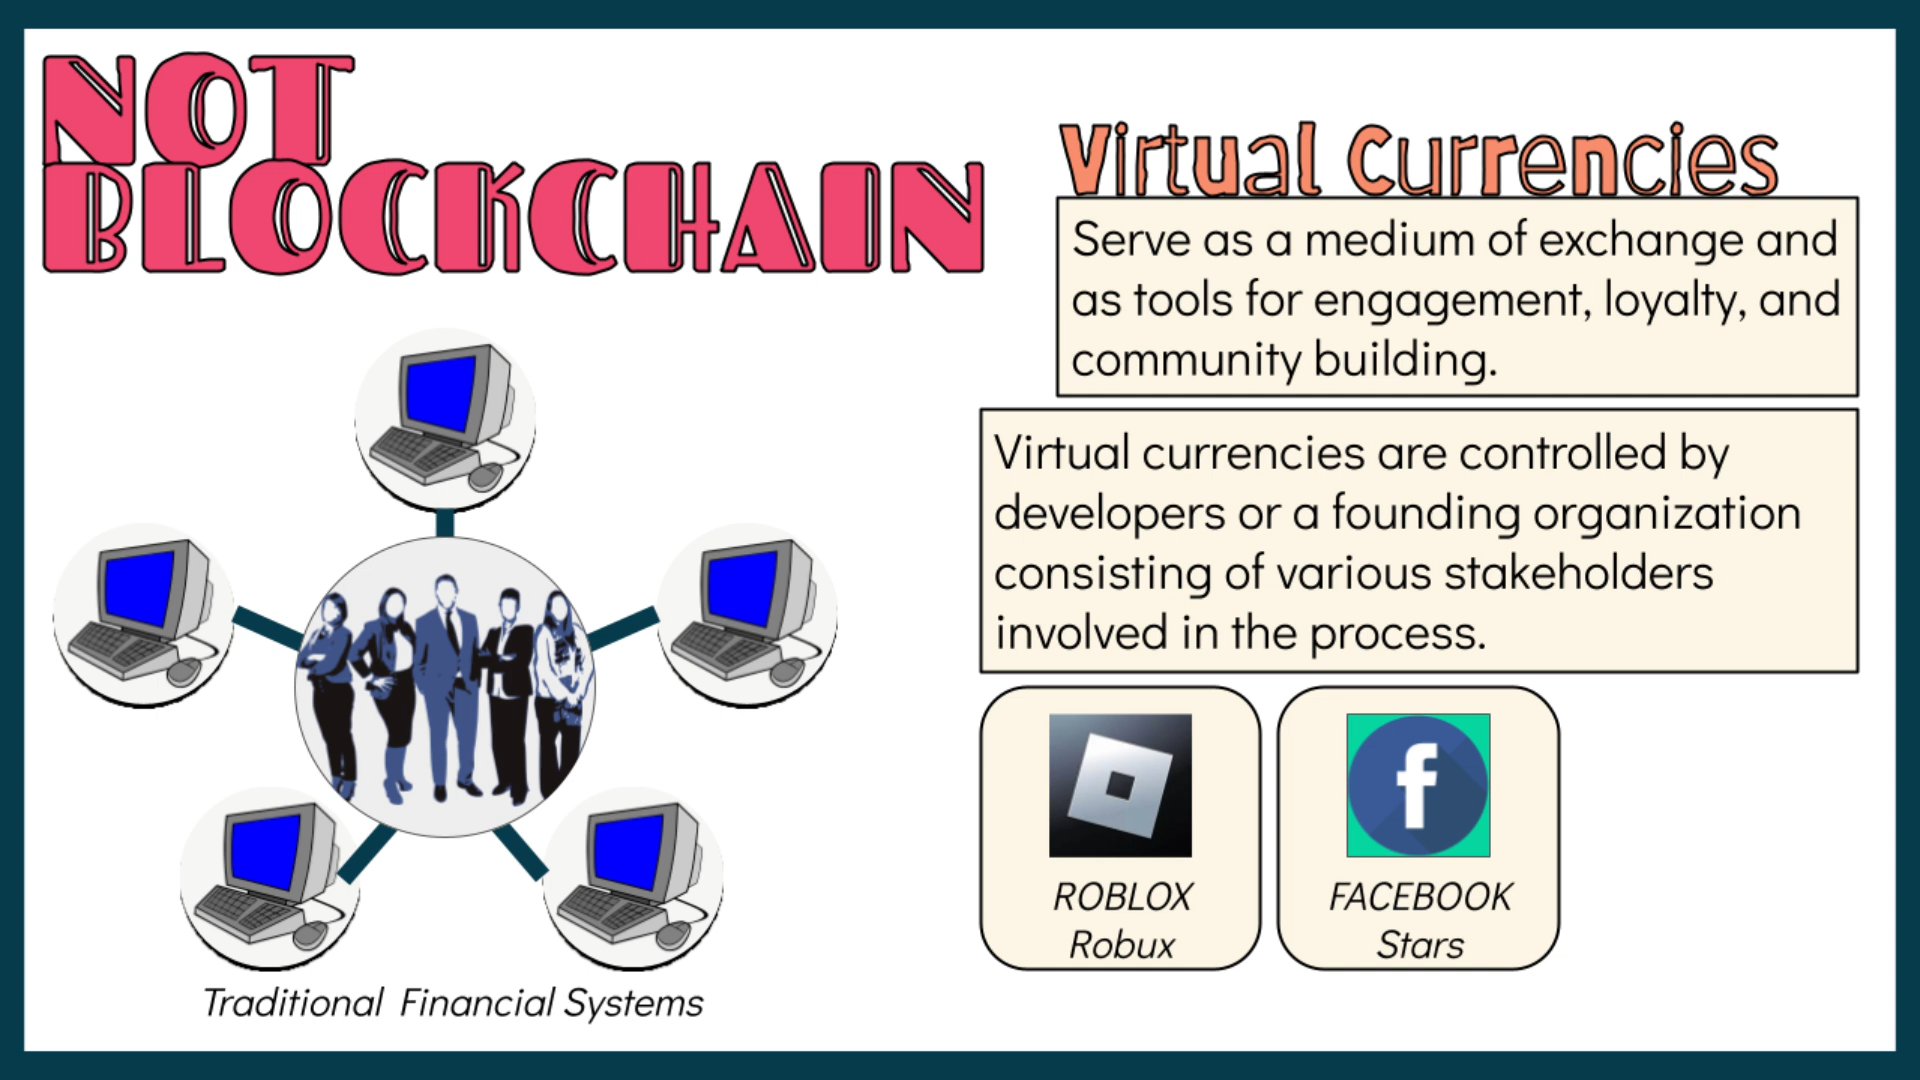 NOT
BLOCKCHAIN
Virtual Currencies
Serve as a medium of exchange and
as tools for engagement, loyalty, and
community building.
Virtual currencies are controlled by
developers or a founding organization
consisting of various stakeholders
involved in the process.
f
ROBLOX
Robux
FACEBOOK
Stars
Traditional Financial Systems